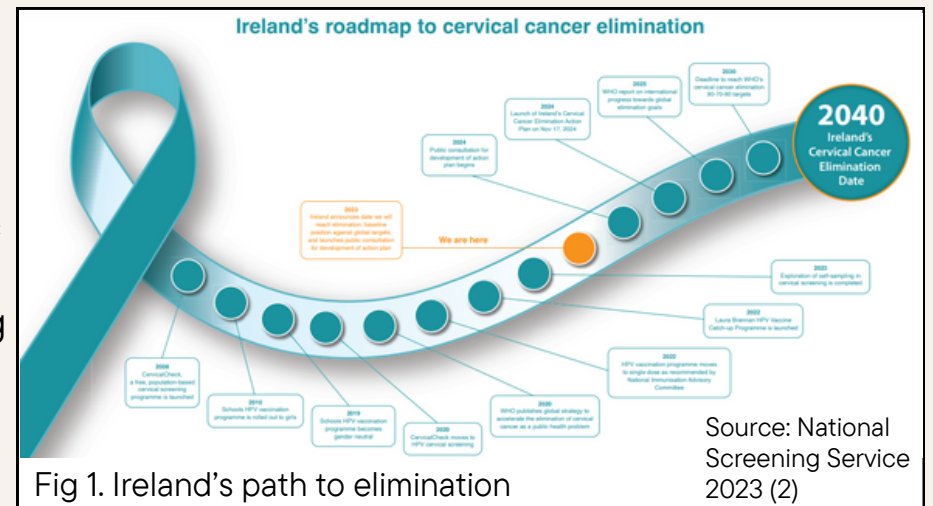 Ireland's roadmap to cervical cancer elimination
2008
CervicalCheck,
a free, population-based
cervical screening
programme is launched
2010
Schools HPV vaccination
programme is rolled out to girls
2019
Schools HPV vaccination
programme becomes
gender neutral
2020
CervicalCheck moves to
HPV cervical screening
2020
WHO publishes global strategy to
accelerate the elimination of cervical
cancer as a public health problem
2022
HPV vaccination programme moves
to single dose as recommended by
National Immunisation Advisory
Committee
2022
Laura Brennan HPV Vaccine
Catch-up Programme is launched
2023
Exploration of self-sampling in
cervical screening is completed
2023
Ireland announces date we will
reach elimination, baseline
position against global targets,
and launches public consultation
for development of action plan
We are here
2024
Public consultation for
development of action
plan begins
2024
Launch of Ireland's Cervical
Cancer Elimination Action
Plan on Nov 17, 2024
2025
WHO report on international
progress towards global
elimination goals
2030
Deadline to reach WHO's
cervical cancer elimination
90-70-90 targets
2040
Ireland's
Cervical Cancer
Elimination
Date
Source: National
Screening Service
2023 (2)
Fig 1. Ireland's path to elimination